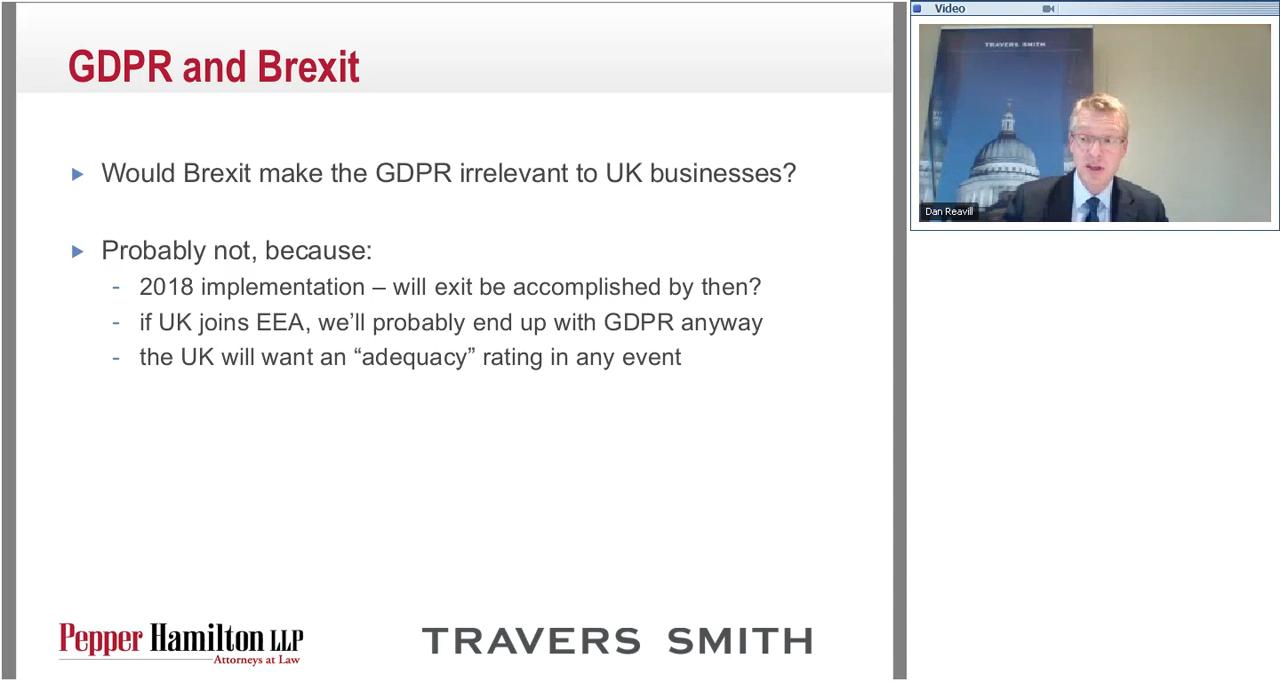 GDPR and Brexit
Would Brexit make the GDPR irrelevant to UK businesses?
Probably not, because:
- 2018 implementation – will exit be accomplished by then?
- if UK joins EEA, we’ll probably end up with GDPR anyway
- the UK will want an “adequacy” rating in any event
Pepper Hamilton LLP
Attorneys at Law
TRAVERS SMITH
Video
TRAVERS SMITH
Dan Reavill